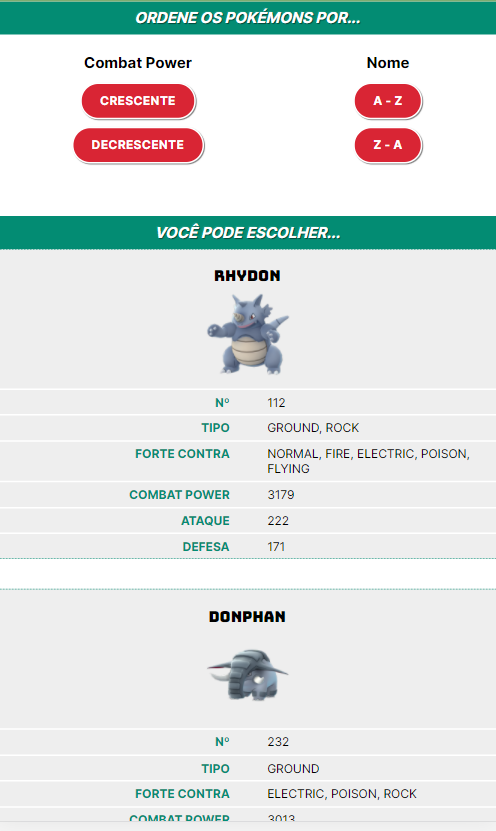 ORDENE OS POKÉMONS POR...
Combat Power Nome
CRESCENTE A - Z
DECRESCENTE Z - A
VOCÊ PODE ESCOLHER...
RHYDON
Nº 112
TIPO GROUND, ROCK
FORTE CONTRA NORMAL, FIRE, ELECTRIC, POISON,
FLYING
COMBAT POWER 3179
ATAQUE 222
DEFESA 171
DONPHAN
Nº 232
TIPO GROUND
FORTE CONTRA ELECTRIC, POISON, ROCK
COMBAT POWER 3013